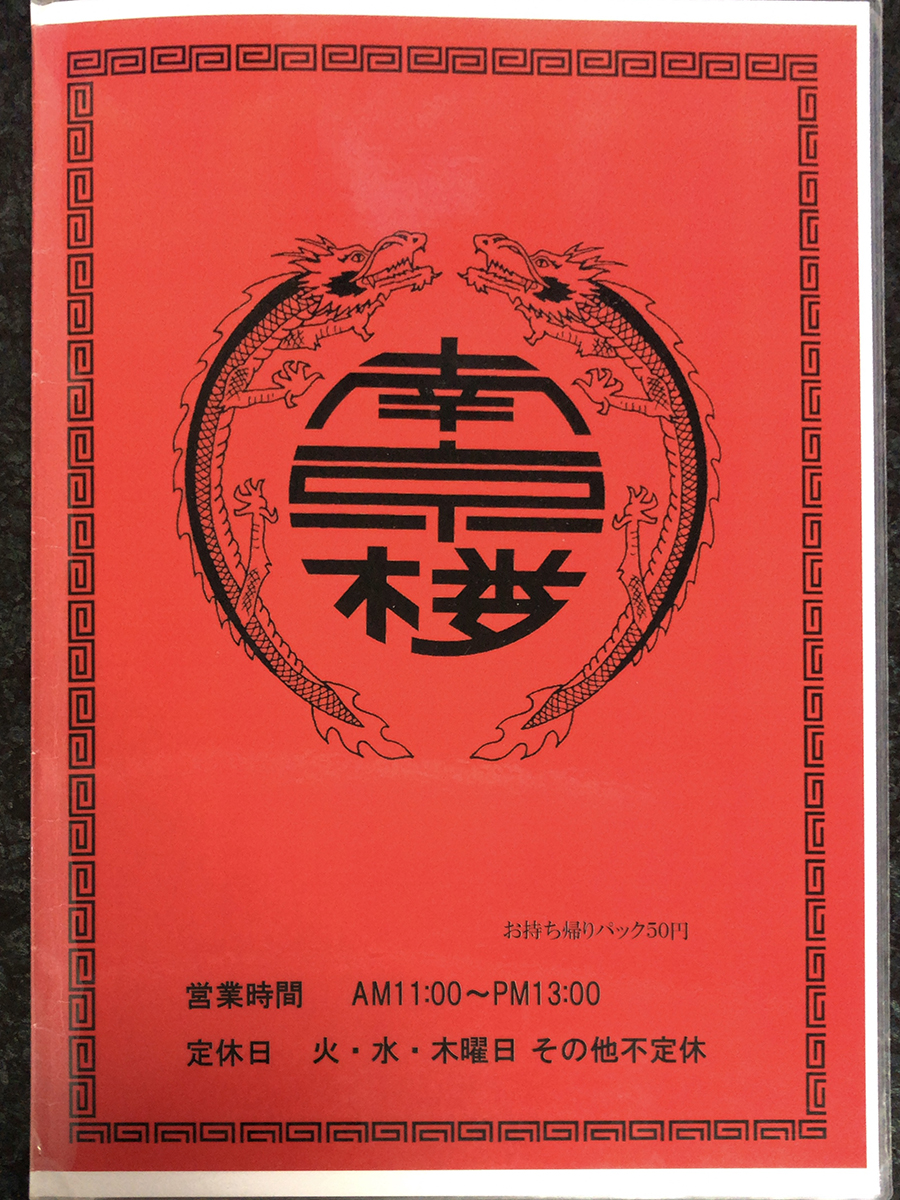 南京楼
お持ち帰りパック50円
営業時間 AM11:00～PM13:00
定休日 火・水・木曜日 その他不定休